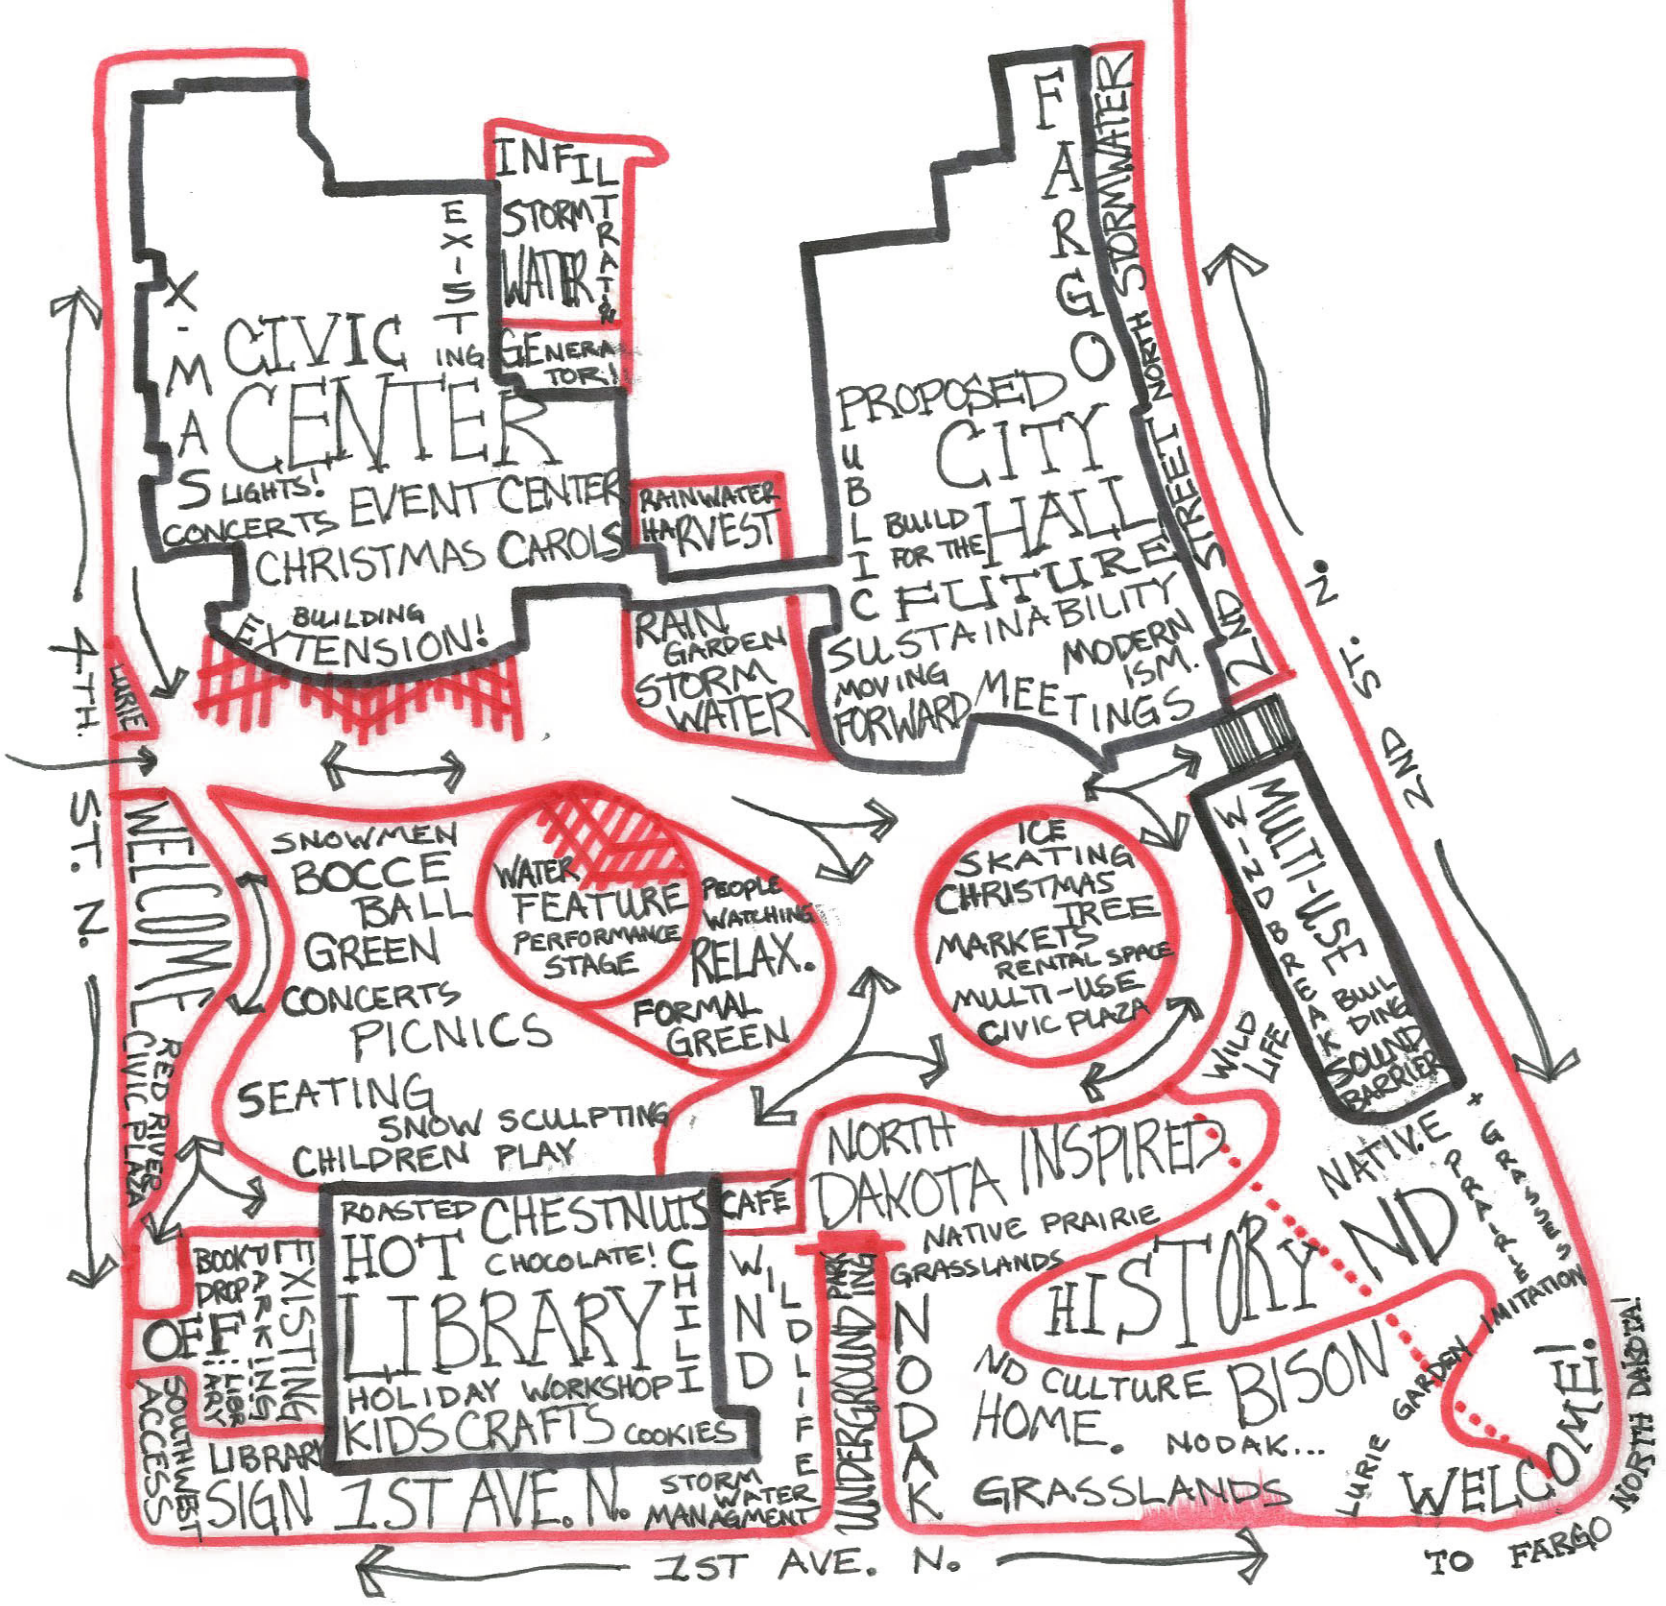 INFILTRATION
STORM
WATER
GENERATOR!
EXISTING
X-MAS
CIVIC
CENTER
LIGHTS!
EVENT CENTER
CONCERTS
CHRISTMAS CAROLS
BUILDING
EXTENSION!
RAINWATER
HARVEST
RAIN
GARDEN
STORM
WATER
FARGO
NORTH STORMWATER
2ND STREET
PROPOSED
PUBLIC
CITY
HALL
BUILD
FOR THE
FUTURE
SUSTAINABILITY
MODERN
ISM.
MOVING
FORWARD
MEETINGS
4TH ST. N.
LURIE
2ND ST. N.
WELCOME
RED RIVER
CIVIC PLAZA
SNOWMEN
BOCCE
BALL
GREEN
CONCERTS
PICNICS
SEATING
SNOW SCULPTING
CHILDREN PLAY
WATER
FEATURE
PERFORMANCE
STAGE
PEOPLE
WATCHING
RELAX.
FORMAL
GREEN
ICE
SKATING
CHRISTMAS
TREE
MARKETS
RENTAL SPACE
MULTI-USE
CIVIC PLAZA
WINDBREAK
MULTI-USE
BUIL
DING
SOUND
BARRIER
WILD
LIFE
NORTH
DAKOTA INSPIRED
NATIVE PRAIRIE
GRASSLANDS
HISTORY
NATIVE
ND
+ GRASSES
PRAIRIE
IMITATION
ND CULTURE
HOME.
BISON
NODAK...
GRASSLANDS
NODAK
LURIE GARDEN
WELCOME!
TO FARGO NORTH DAKOTA!
CAFÉ
WIND
WILDLIFE
UNDERGROUND PARKING
ROASTED CHESTNUTS
HOT CHOCOLATE!
CHILI
LIBRARY
HOLIDAY WORKSHOP
KIDS CRAFTS COOKIES
BOOK
DROP
OFF
LIBRARY
PARKING
EXISTING
SOUTHWEST
ACCESS
LIBRARY
SIGN
1ST AVE. N.
STORM
WATER
MANAGMENT
1ST AVE. N.